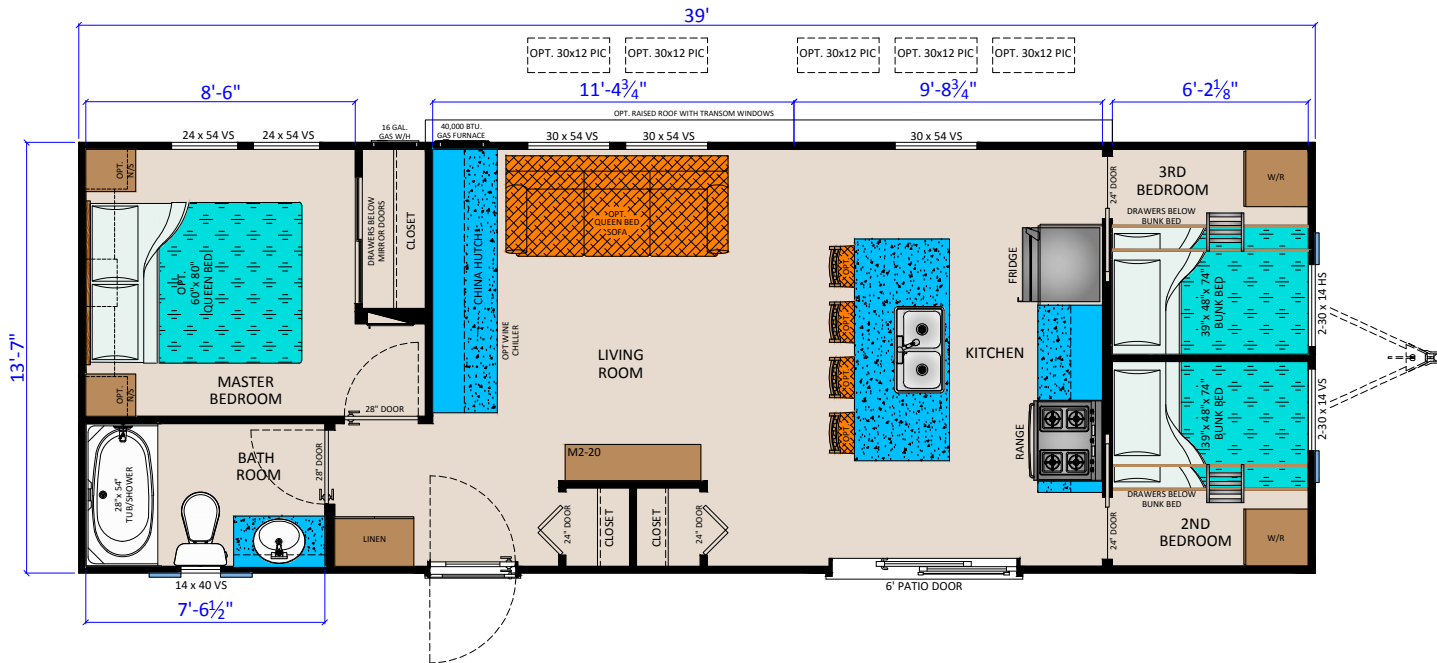 39'
OPT. 30x12 PIC
OPT. 30x12 PIC
OPT. 30x12 PIC
OPT. 30x12 PIC
OPT. 30x12 PIC
8'-6"
11'-4¾"
9'-8¾"
6'-2⅛"
OPT. RAISED ROOF WITH TRANSOM WINDOWS
24 x 54 VS
24 x 54 VS
16 GAL.
GAS W/H
40,000 BTU.
GAS FURNACE
30 x 54 VS
30 x 54 VS
30 x 54 VS
13'-7"
OPT.
N/S
OPT.
60"x 80"
QUEEN BED
OPT.
N/S
MASTER
BEDROOM
DRAWERS BELOW
MIRROR DOORS
CLOSET
28" DOOR
CHINA HUTCH
OPT WINE
CHILLER
OPT.
QUEEN BED
SOFA
LIVING
ROOM
OPT.
OPT.
OPT.
OPT.
FRIDGE
KITCHEN
RANGE
24" DOOR
3RD
BEDROOM
W/R
DRAWERS BELOW
BUNK BED
39"x 48"x 74"
BUNK BED
2-30 x 14 HS
39"x 48"x 74"
BUNK BED
2-30 x 14 VS
DRAWERS BELOW
BUNK BED
24" DOOR
2ND
BEDROOM
W/R
BATH
ROOM
28" DOOR
28"x 54"
TUB/SHOWER
LINEN
M2-20
24" DOOR
CLOSET
CLOSET
24" DOOR
6' PATIO DOOR
14 x 40 VS
7'-6½"